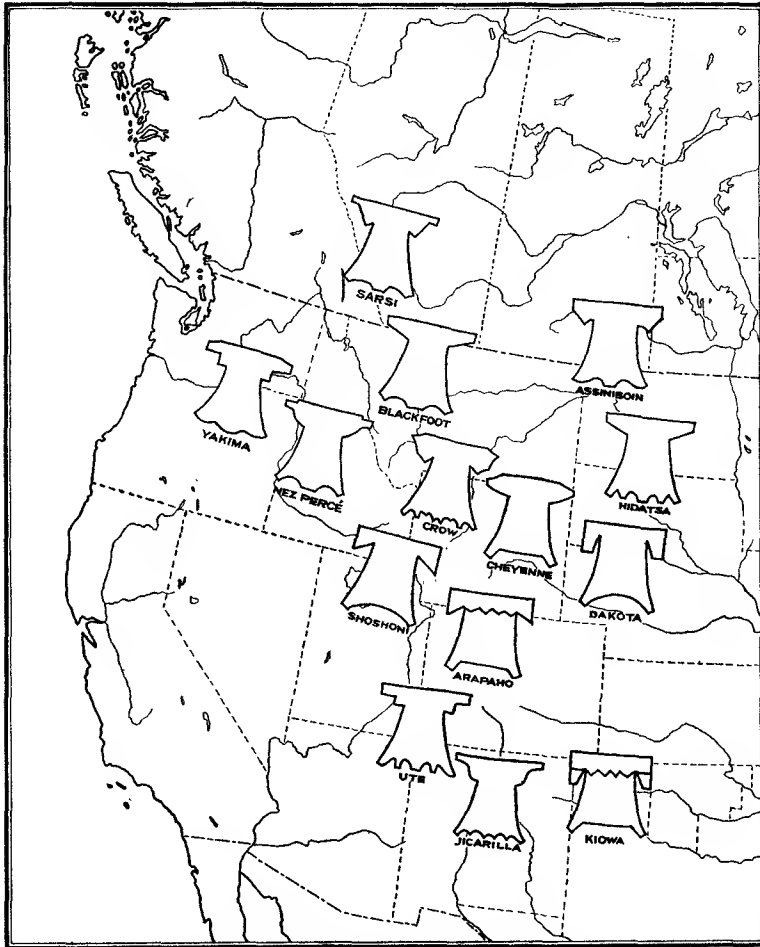 SARSI
ASSINIBOIN
BLACKFOOT
YAKIMA
NEZ PERCÉ
HIDATSA
CROW
CHEYENNE
DAKOTA
SHOSHONI
ARAPAHO
UTE
JICARILLA
KIOWA